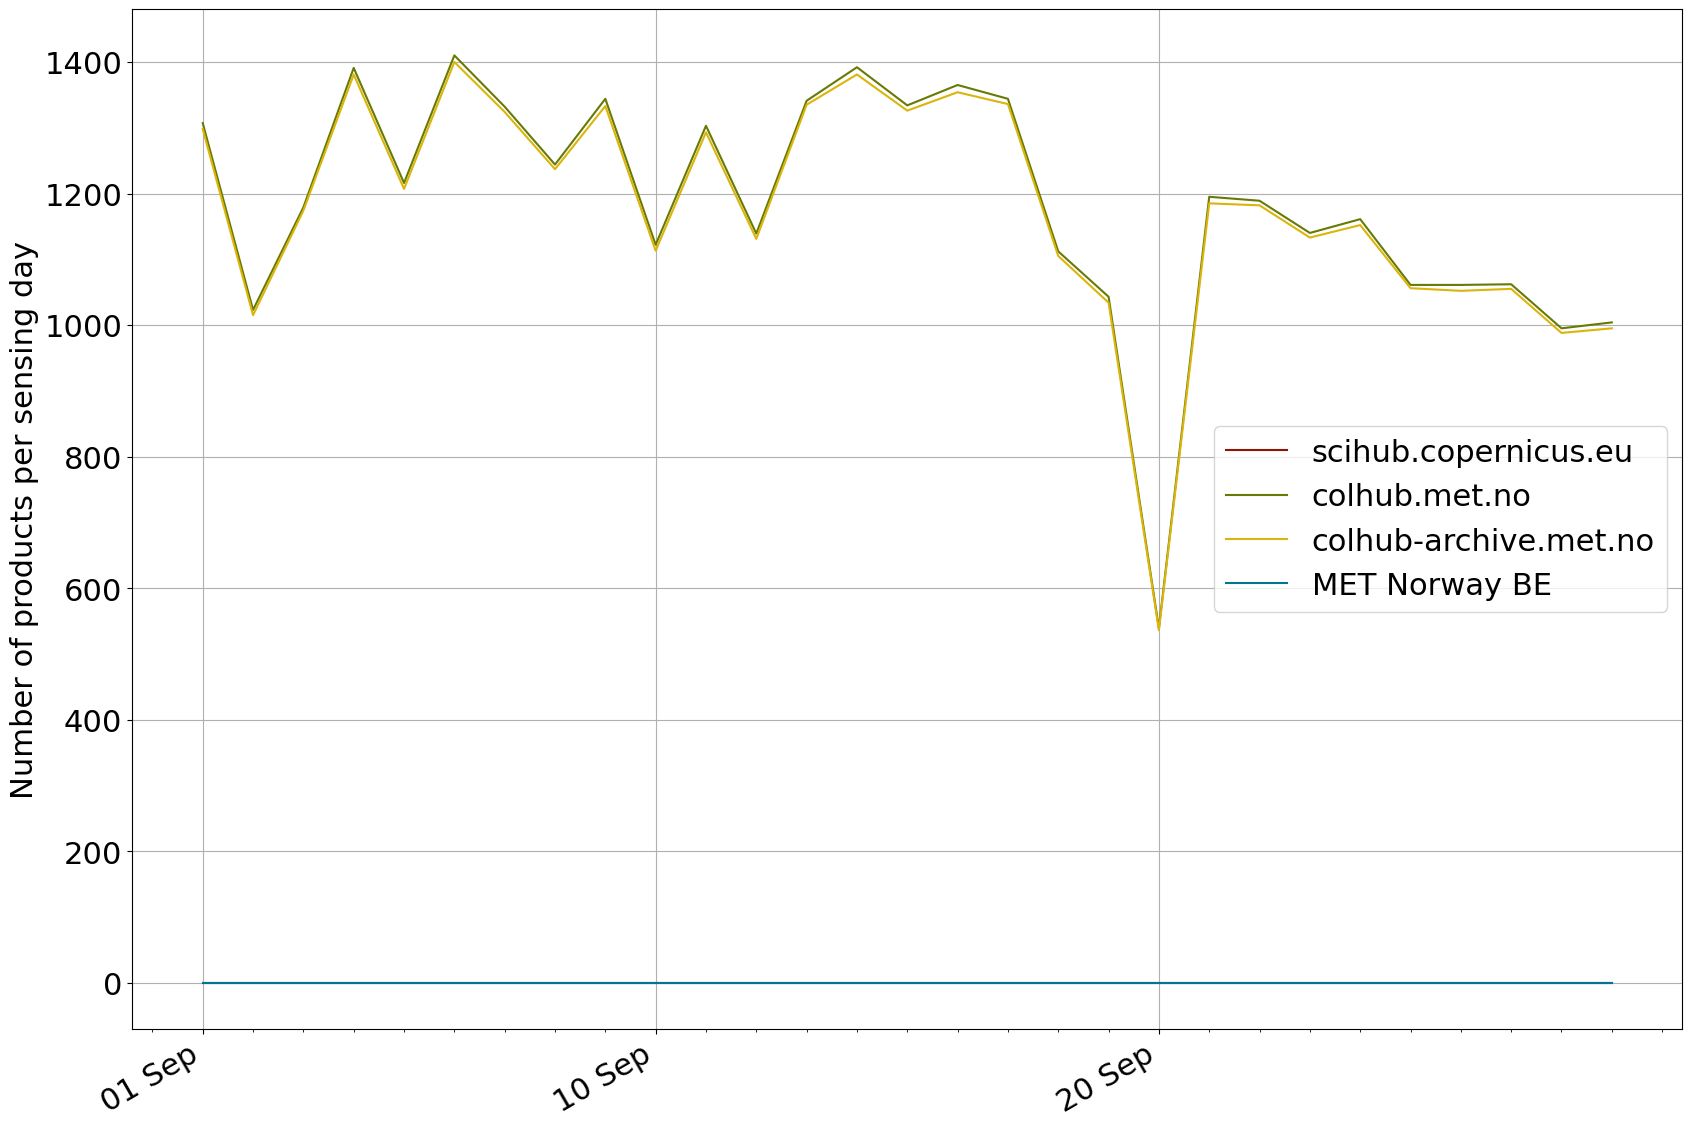 Number of products per sensing day
1400
1200
1000
800
600
400
200
0
01 Sep
10 Sep
20 Sep
scihub.copernicus.eu
colhub.met.no
colhub-archive.met.no
MET Norway BE